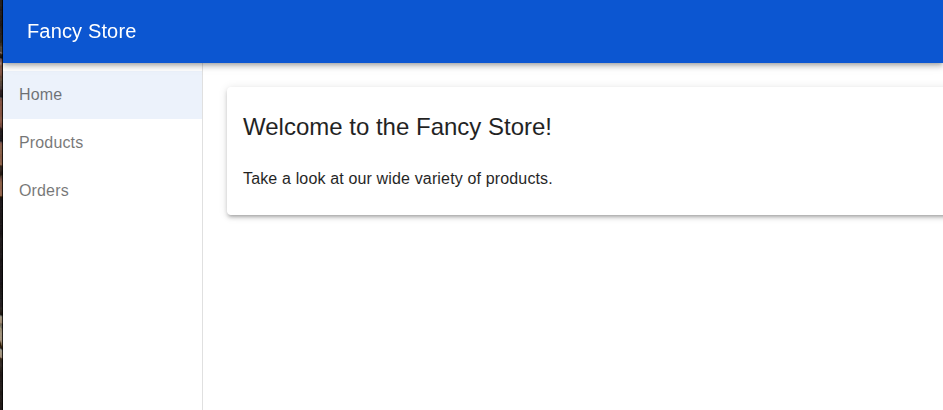 Fancy Store
Home
Products
Orders
Welcome to the Fancy Store!
Take a look at our wide variety of products.